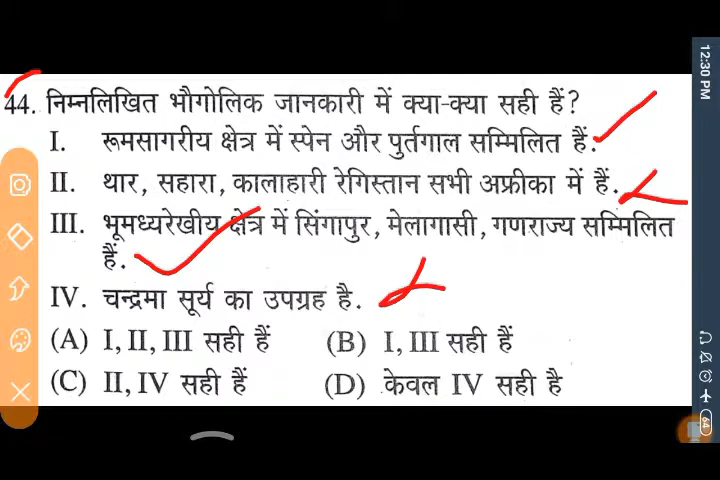 44. निम्नलिखित भौगोलिक जानकारी में क्या-क्या सही हैं?
I. रूमसागरीय क्षेत्र में स्पेन और पुर्तगाल सम्मिलित हैं.
II. थार, सहारा, कालाहारी रेगिस्तान सभी अफ्रीका में हैं.
III. भूमध्यरेखीय क्षेत्र में सिंगापुर, मेलागासी, गणराज्य सम्मिलित
हैं.
IV. चन्द्रमा सूर्य का उपग्रह है.
(A) I, II, III सही हैं (B) I, III सही हैं
(C) II, IV सही हैं (D) केवल IV सही है
12:30 PM
64